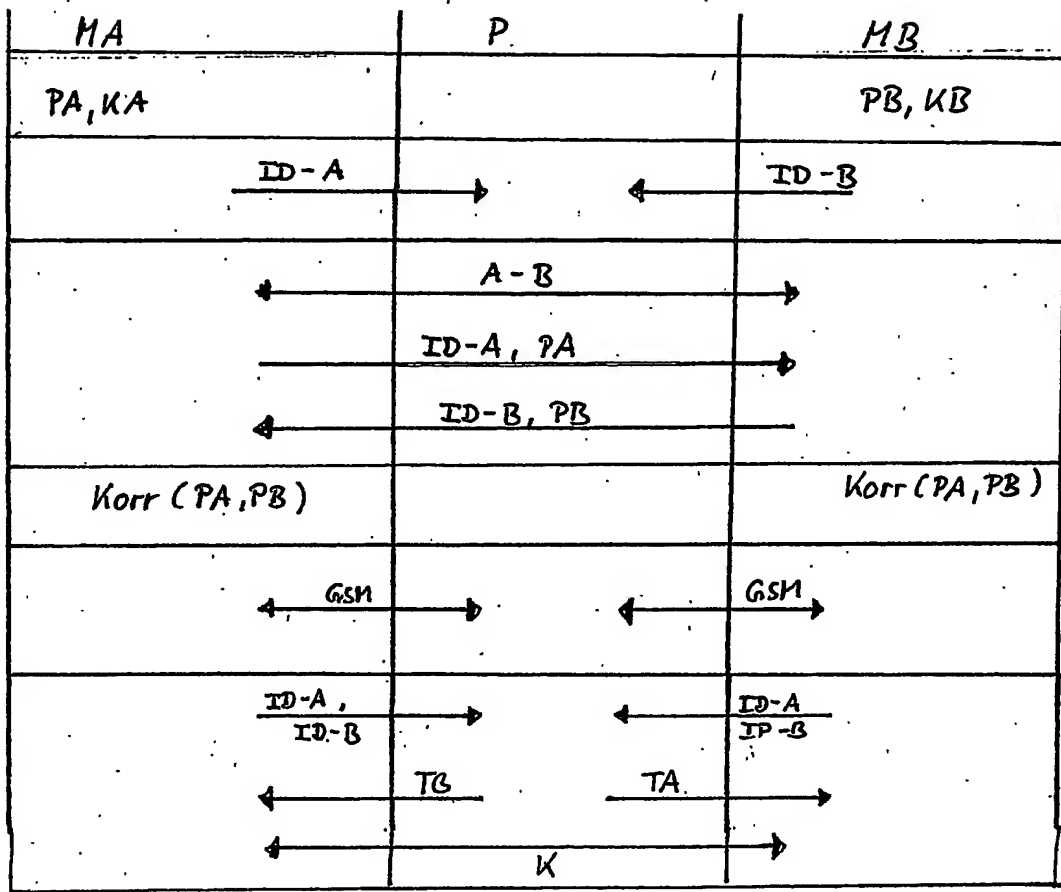 MA P. MB
PA, KA PB, KB
ID-A ID-B
A-B
ID-A, PA
ID-B, PB
Korr (PA, PB) Korr (PA, PB)
GSM GSM
ID-A, ID-A
ID-B IP-B
TB TA
K